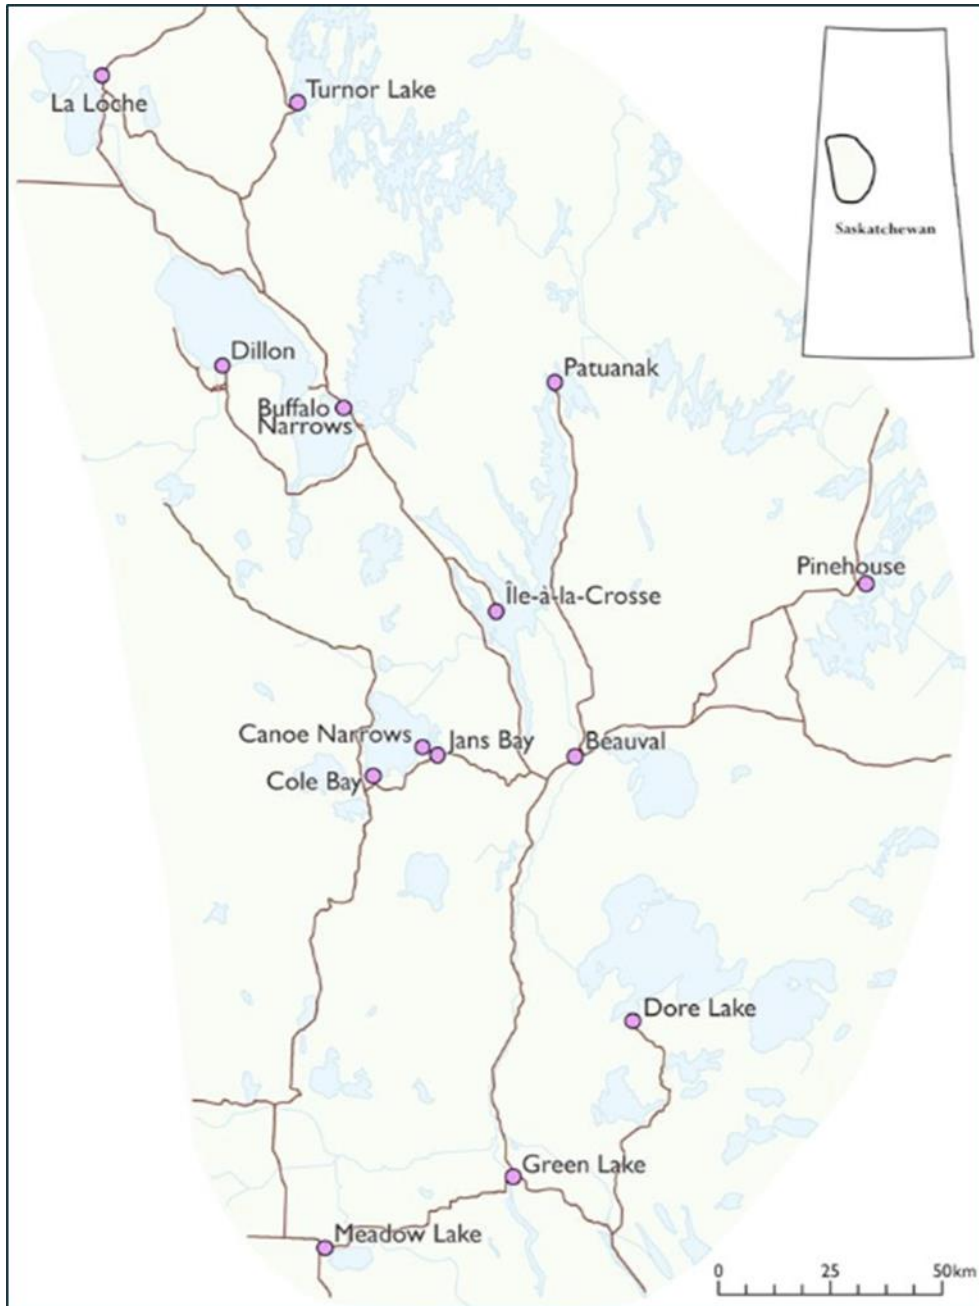 La Loche
Turnor Lake
Saskatchewan
Dillon
Buffalo
Narrows
Patuanak
Pinehouse
Île-à-la-Crosse
Canoe Narrows
Jans Bay
Beauval
Cole Bay
Dore Lake
Green Lake
Meadow Lake
0 25 50km